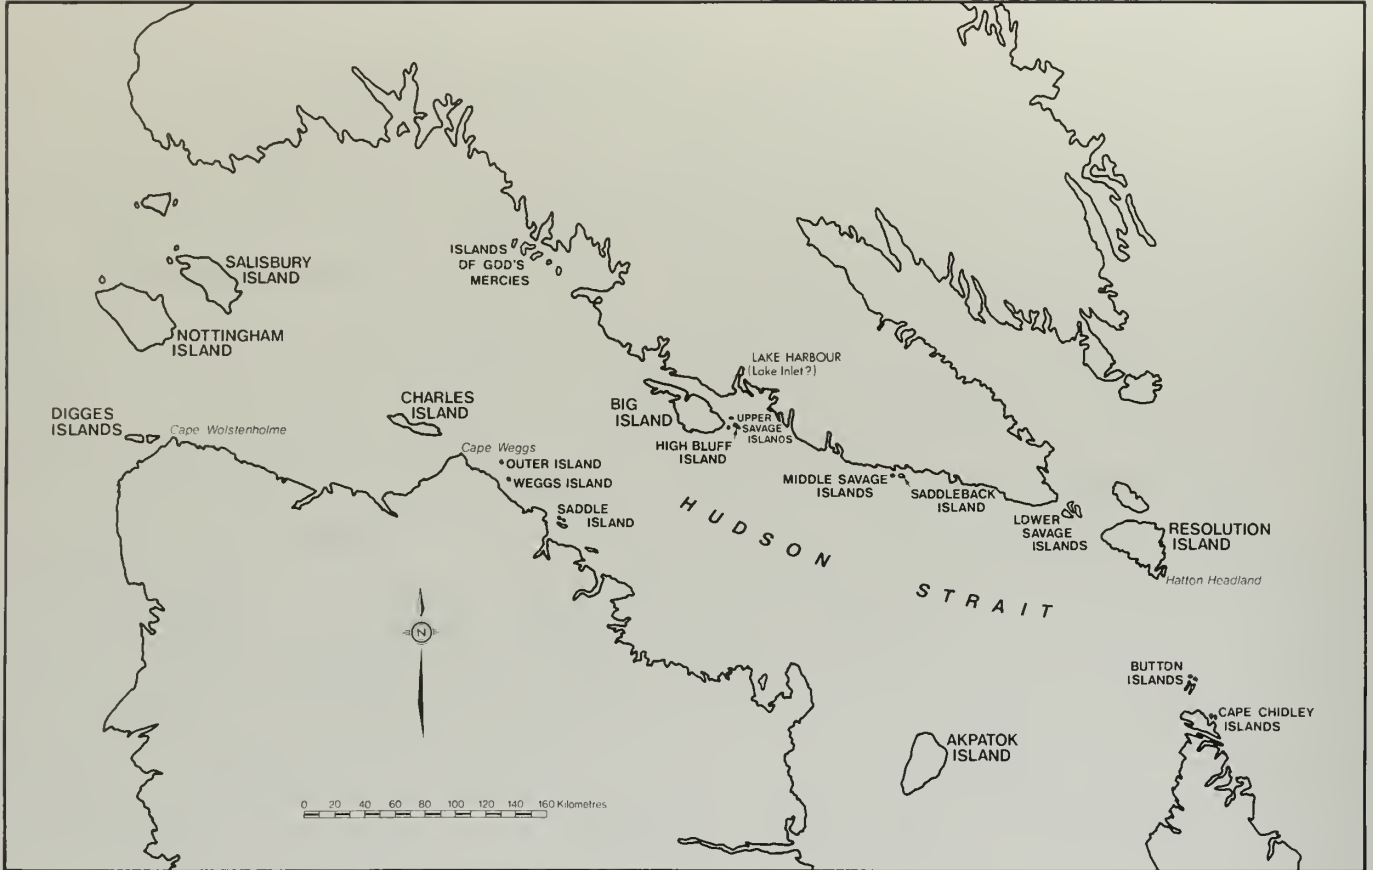 ISLANDS
OF GOD'S
MERCIES
SALISBURY
ISLAND
NOTTINGHAM
ISLAND
LAKE HARBOUR
(Lake Inlet?)
CHARLES
ISLAND
BIG
ISLAND
DIGGES
ISLANDS
Cape Wolstenholme
UPPER
SAVAGE
ISLANDS
HIGH BLUFF
ISLAND
Cape Weggs
OUTER ISLAND
WEGGS ISLAND
MIDDLE SAVAGE
ISLANDS
SADDLEBACK
ISLAND
SADDLE
ISLAND
LOWER
SAVAGE
ISLANDS
RESOLUTION
ISLAND
Hatton Headland
HUDSON STRAIT
N
BUTTON
ISLANDS
CAPE CHIDLEY
ISLANDS
AKPATOK
ISLAND
0 20 40 60 80 100 120 140 160 Kilometres